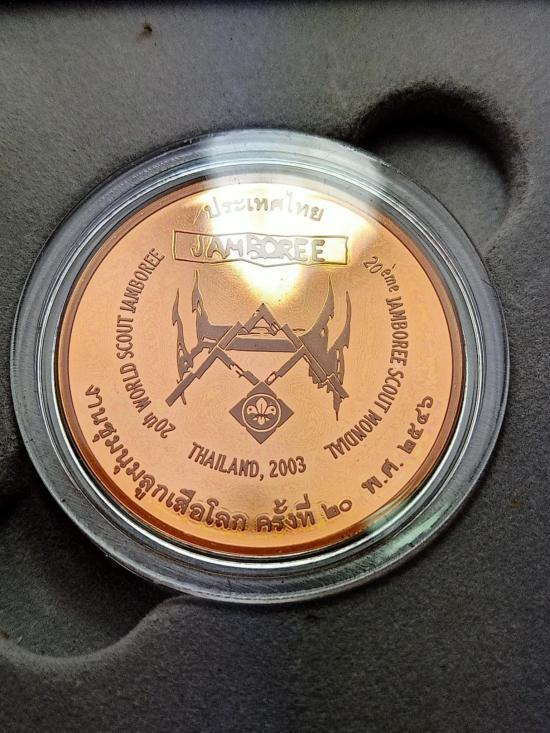 ประเทศไทย
JAMBOREE
20th WORLD SCOUT JAMBOREE
20ème JAMBOREE SCOUT MONDIAL
THAILAND, 2003
งานชุมนุมลูกเสือโลก ครั้งที่ ๒๐ พ.ศ. ๒๕๔๖